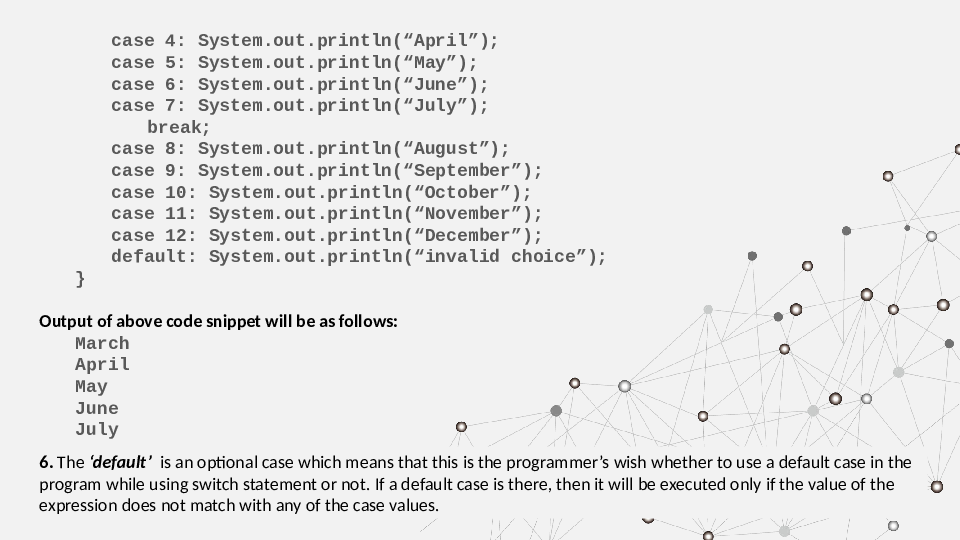 case 4: System.out.println(“April”);
case 5: System.out.println(“May”);
case 6: System.out.println(“June”);
case 7: System.out.println(“July”);
break;
case 8: System.out.println(“August”);
case 9: System.out.println(“September”);
case 10: System.out.println(“October”);
case 11: System.out.println(“November”);
case 12: System.out.println(“December”);
default: System.out.println(“invalid choice”);
}
Output of above code snippet will be as follows:
March
April
May
June
July
6. The ‘default’ is an optional case which means that this is the programmer’s wish whether to use a default case in the
program while using switch statement or not. If a default case is there, then it will be executed only if the value of the
expression does not match with any of the case values.